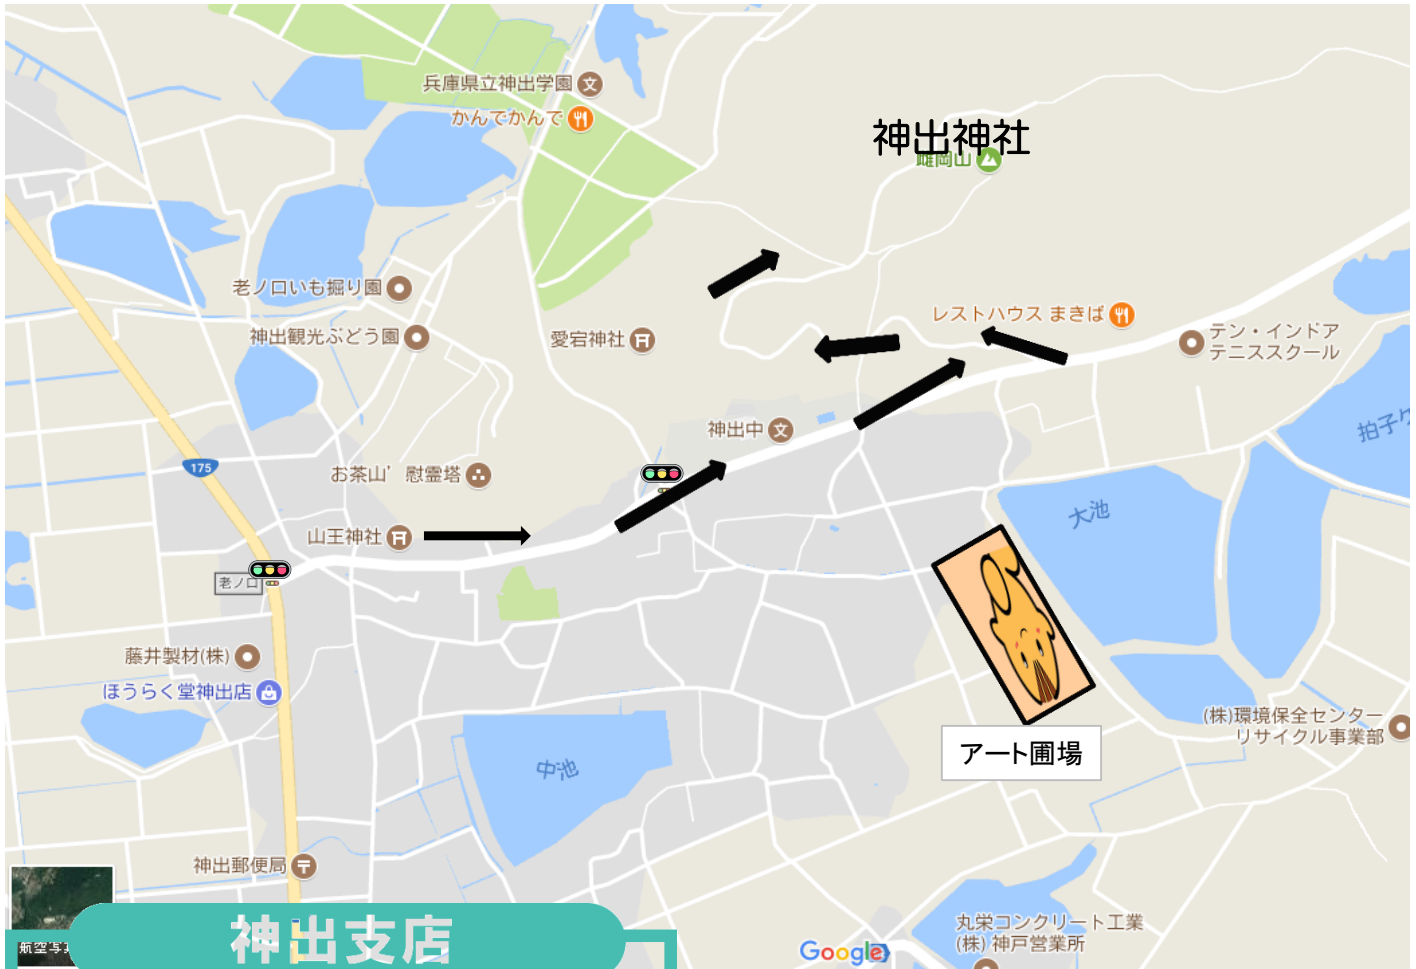 兵庫県立神出学園
かんでかんで
神出神社
雌岡山
老ノ口いも掘り園
神出観光ぶどう園
愛宕神社
レストハウス まきば
テン・インドア
テニススクール
神出中
175
お茶山’ 慰霊塔
大池
山王神社
老ノ口
藤井製材(株)
ほうらく堂神出店
アート圃場
(株)環境保全センター
リサイクル事業部
中池
神出郵便局
神出支店
丸栄コンクリート工業
(株) 神戸営業所
Google